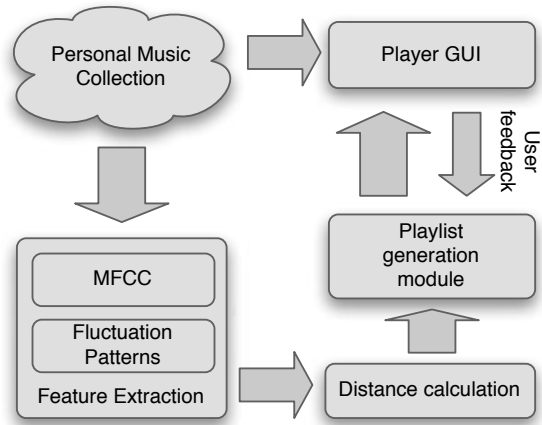 Personal Music
Collection
Player GUI
User
feedback
Playlist
generation
module
MFCC
Fluctuation
Patterns
Feature Extraction
Distance calculation